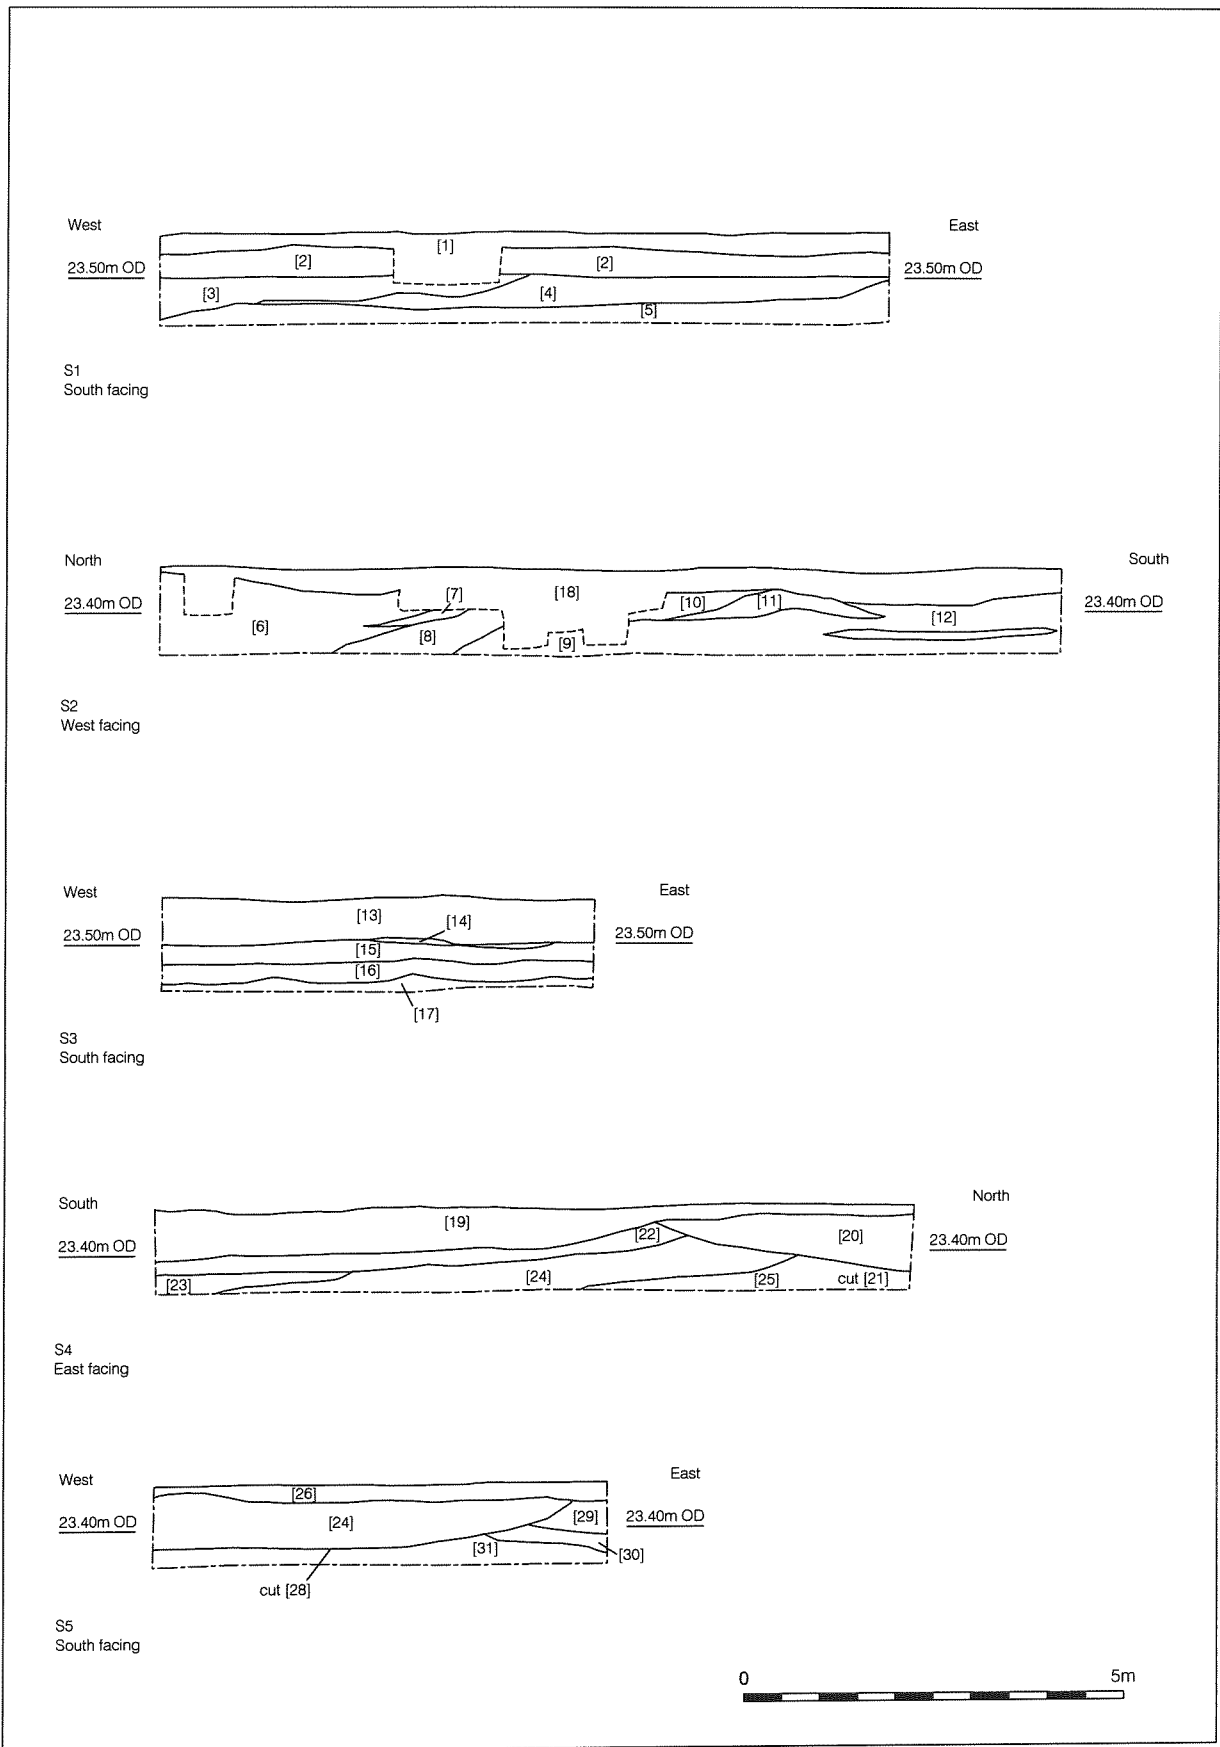 West
East
[1]
[2]
[2]
23.50m OD
23.50m OD
[3]
[4]
[5]
S1
South facing
North
South
[7]
[18]
[10]
[11]
23.40m OD
23.40m OD
[6]
[8]
[9]
[12]
S2
West facing
West
East
[13]
[14]
23.50m OD
23.50m OD
[15]
[16]
[17]
S3
South facing
South
North
[19]
[22]
[20]
23.40m OD
23.40m OD
[23]
[24]
[25]
cut [21]
S4
East facing
West
East
[26]
23.40m OD
[24]
[29]
23.40m OD
[31]
[30]
cut [28]
S5
South facing
0
5m